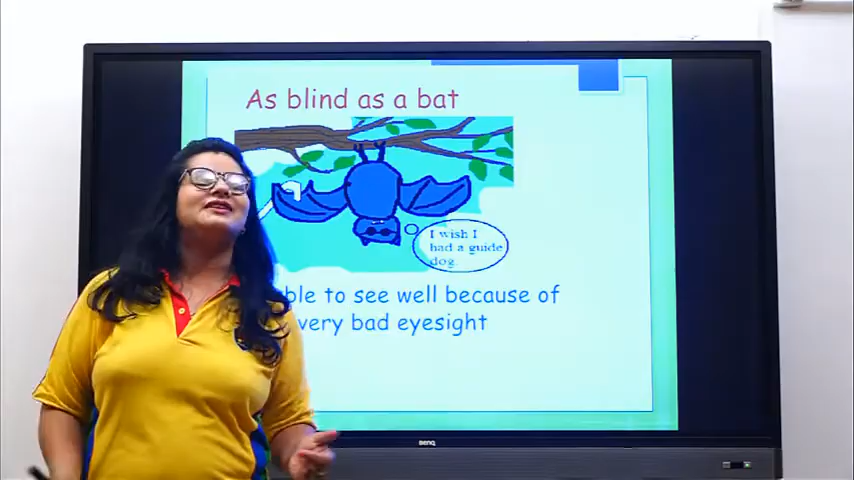 As blind as a bat
I wish I
had a guide
dog.
ble to see well because of
very bad eyesight
BenQ